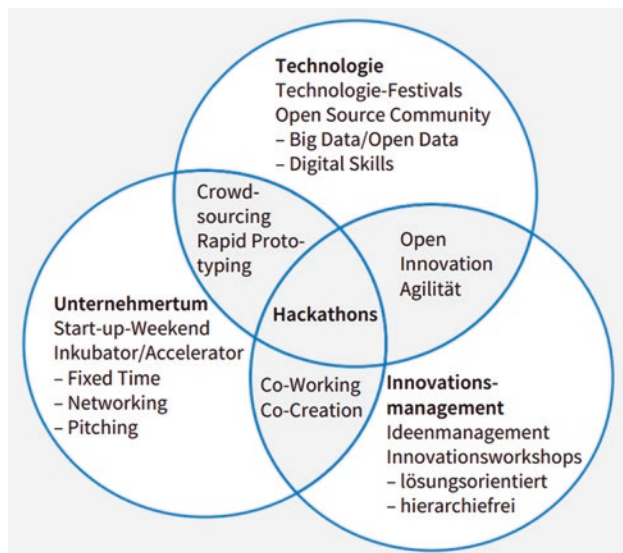 Technologie
Technologie-Festivals
Open Source Community
– Big Data/Open Data
– Digital Skills
Crowd-
sourcing
Rapid Proto-
typing
Open
Innovation
Agilität
Unternehmertum
Start-up-Weekend
Inkubator/Accelerator
– Fixed Time
– Networking
– Pitching
Hackathons
Co-Working
Co-Creation
Innovations-
management
Ideenmanagement
Innovationsworkshops
– lösungsorientiert
– hierarchiefrei